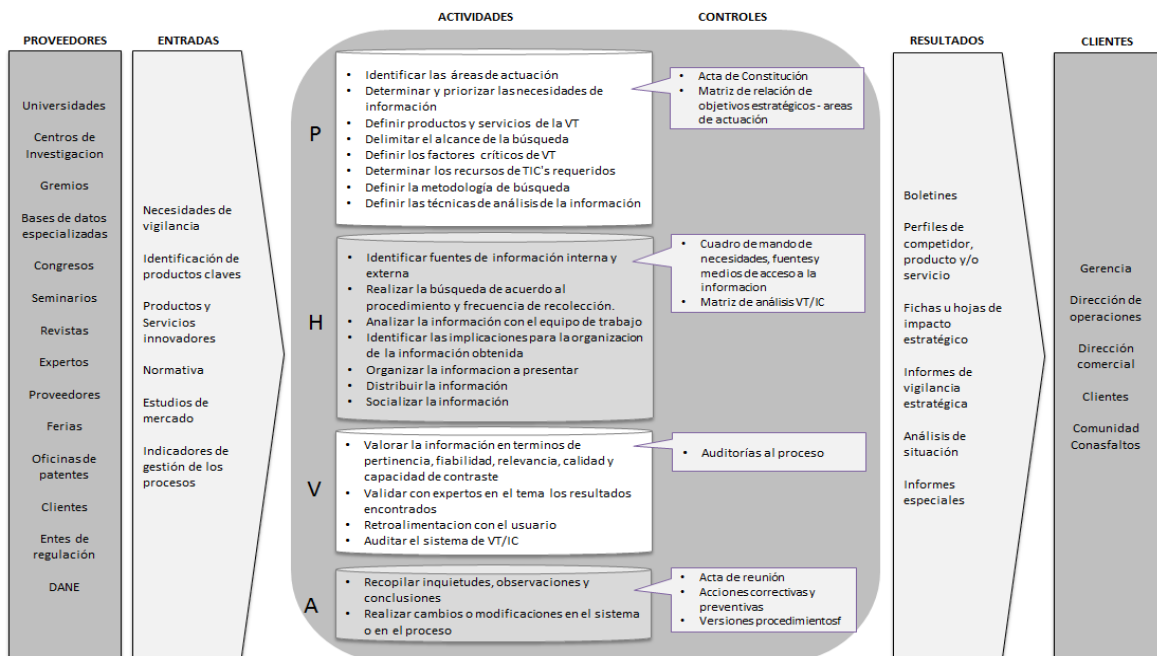 ACTIVIDADES
CONTROLES
PROVEEDORES
ENTRADAS
RESULTADOS
CLIENTES
Universidades
Centros de
Investigacion
Gremios
Bases de datos
especializadas
Congresos
Seminarios
Revistas
Expertos
Proveedores
Ferias
Oficinas de
patentes
Clientes
Entes de
regulación
DANE
Necesidades de
vigilancia
Identificación de
productos claves
Productos y
Servicios
innovadores
Normativa
Estudios de
mercado
Indicadores de
gestión de los
procesos
P
• Identificar las áreas de actuación
• Determinar y priorizar las necesidades de
información
• Definir productos y servicios de la VT
• Delimitar el alcance de la búsqueda
• Definir los factores críticos de VT
• Determinar los recursos de TIC's requeridos
• Definir la metodología de búsqueda
• Definir las técnicas de análisis de la información
• Acta de Constitución
• Matriz de relación de
objetivos estratégicos - areas
de actuación
H
• Identificar fuentes de información interna y
externa
• Realizar la búsqueda de acuerdo al
procedimiento y frecuencia de recolección.
• Analizar la información con el equipo de trabajo
• Identificar las implicaciones para la organizacion
de la información obtenida
• Organizar la informacion a presentar
• Distribuir la información
• Socializar la información
• Cuadro de mando de
necesidades, fuentes y
medios de acceso a la
informacion
• Matriz de análisis VT/IC
V
• Valorar la información en terminos de
pertinencia, fiabilidad, relevancia, calidad y
capacidad de contraste
• Validar con expertos en el tema los resultados
encontrados
• Retroalimentacion con el usuario
• Auditar el sistema de VT/IC
• Auditorías al proceso
A
• Recopilar inquietudes, observaciones y
conclusiones
• Realizar cambios o modificaciones en el sistema
o en el proceso
• Acta de reunión
• Acciones correctivas y
preventivas
• Versiones procedimientosf
Boletines
Perfiles de
competidor,
producto y/o
servicio
Fichas u hojas de
impacto
estratégico
Informes de
vigilancia
estratégica
Análisis de
situación
Informes
especiales
Gerencia
Dirección de
operaciones
Dirección
comercial
Clientes
Comunidad
Conasfaltos